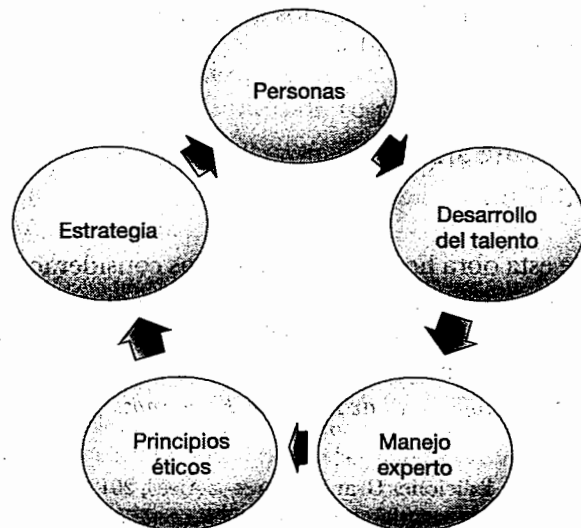 Personas
Desarrollo
del talento
Manejo
experto
Principios
éticos
Estrategia